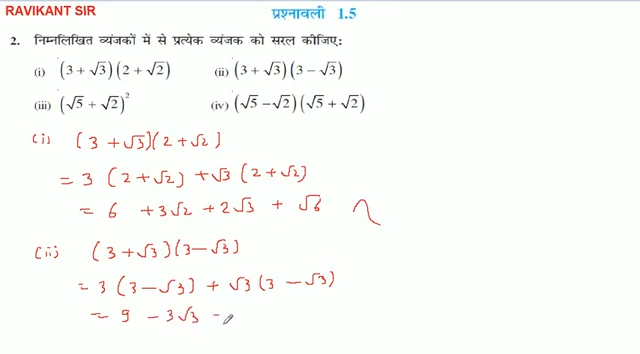 RAVIKANT SIR
प्रश्नावली 1.5
2. निम्नलिखित व्यंजकों में से प्रत्येक व्यंजक को सरल कीजिए:
(i) (3 + √3) (2 + √2) (ii) (3 + √3) (3 − √3)
(iii) (√5 + √2)² (iv) (√5 − √2) (√5 + √2)
(i) (3 + √3)(2 + √2)
= 3 (2 + √2) + √3 (2 + √2)
= 6 + 3√2 + 2√3 + √6
(ii) (3 + √3) (3 − √3)
= 3 (3 − √3) + √3 (3 − √3)
= 9 − 3√3 −